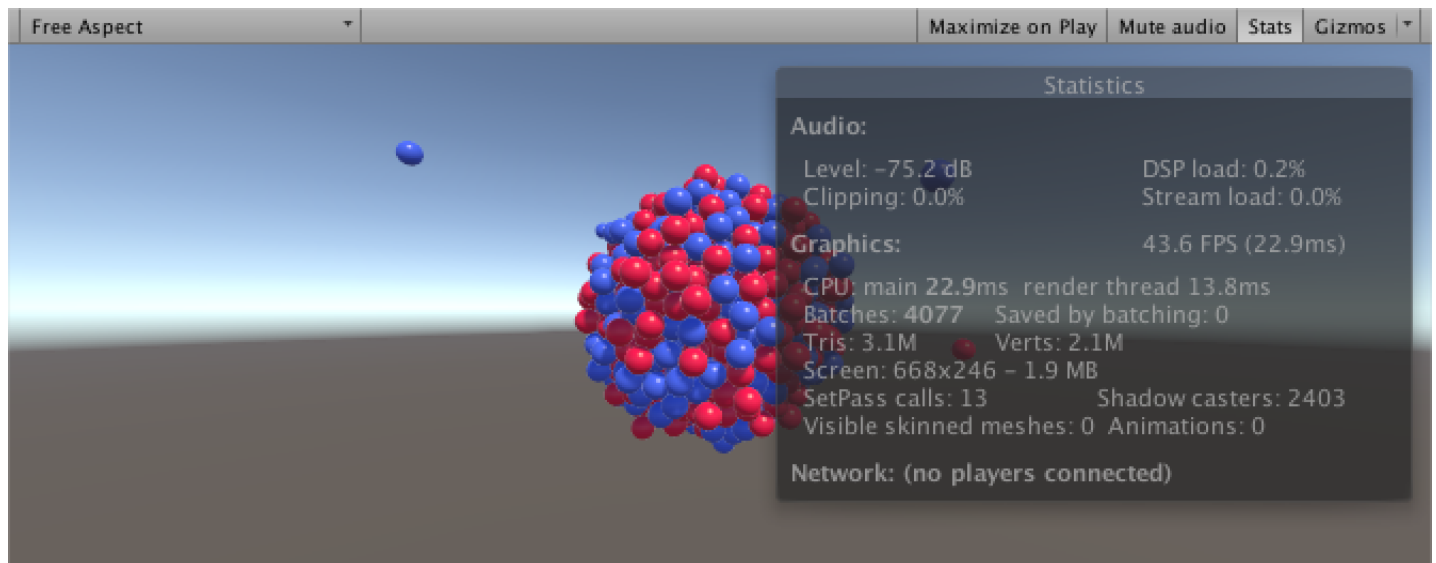 Free Aspect
Maximize on Play Mute audio Stats Gizmos
Statistics
Audio:
Level: -75.2 dB DSP load: 0.2%
Clipping: 0.0% Stream load: 0.0%
Graphics: 43.6 FPS (22.9ms)
CPU: main 22.9ms render thread 13.8ms
Batches: 4077 Saved by batching: 0
Tris: 3.1M Verts: 2.1M
Screen: 668x246 - 1.9 MB
SetPass calls: 13 Shadow casters: 2403
Visible skinned meshes: 0 Animations: 0
Network: (no players connected)